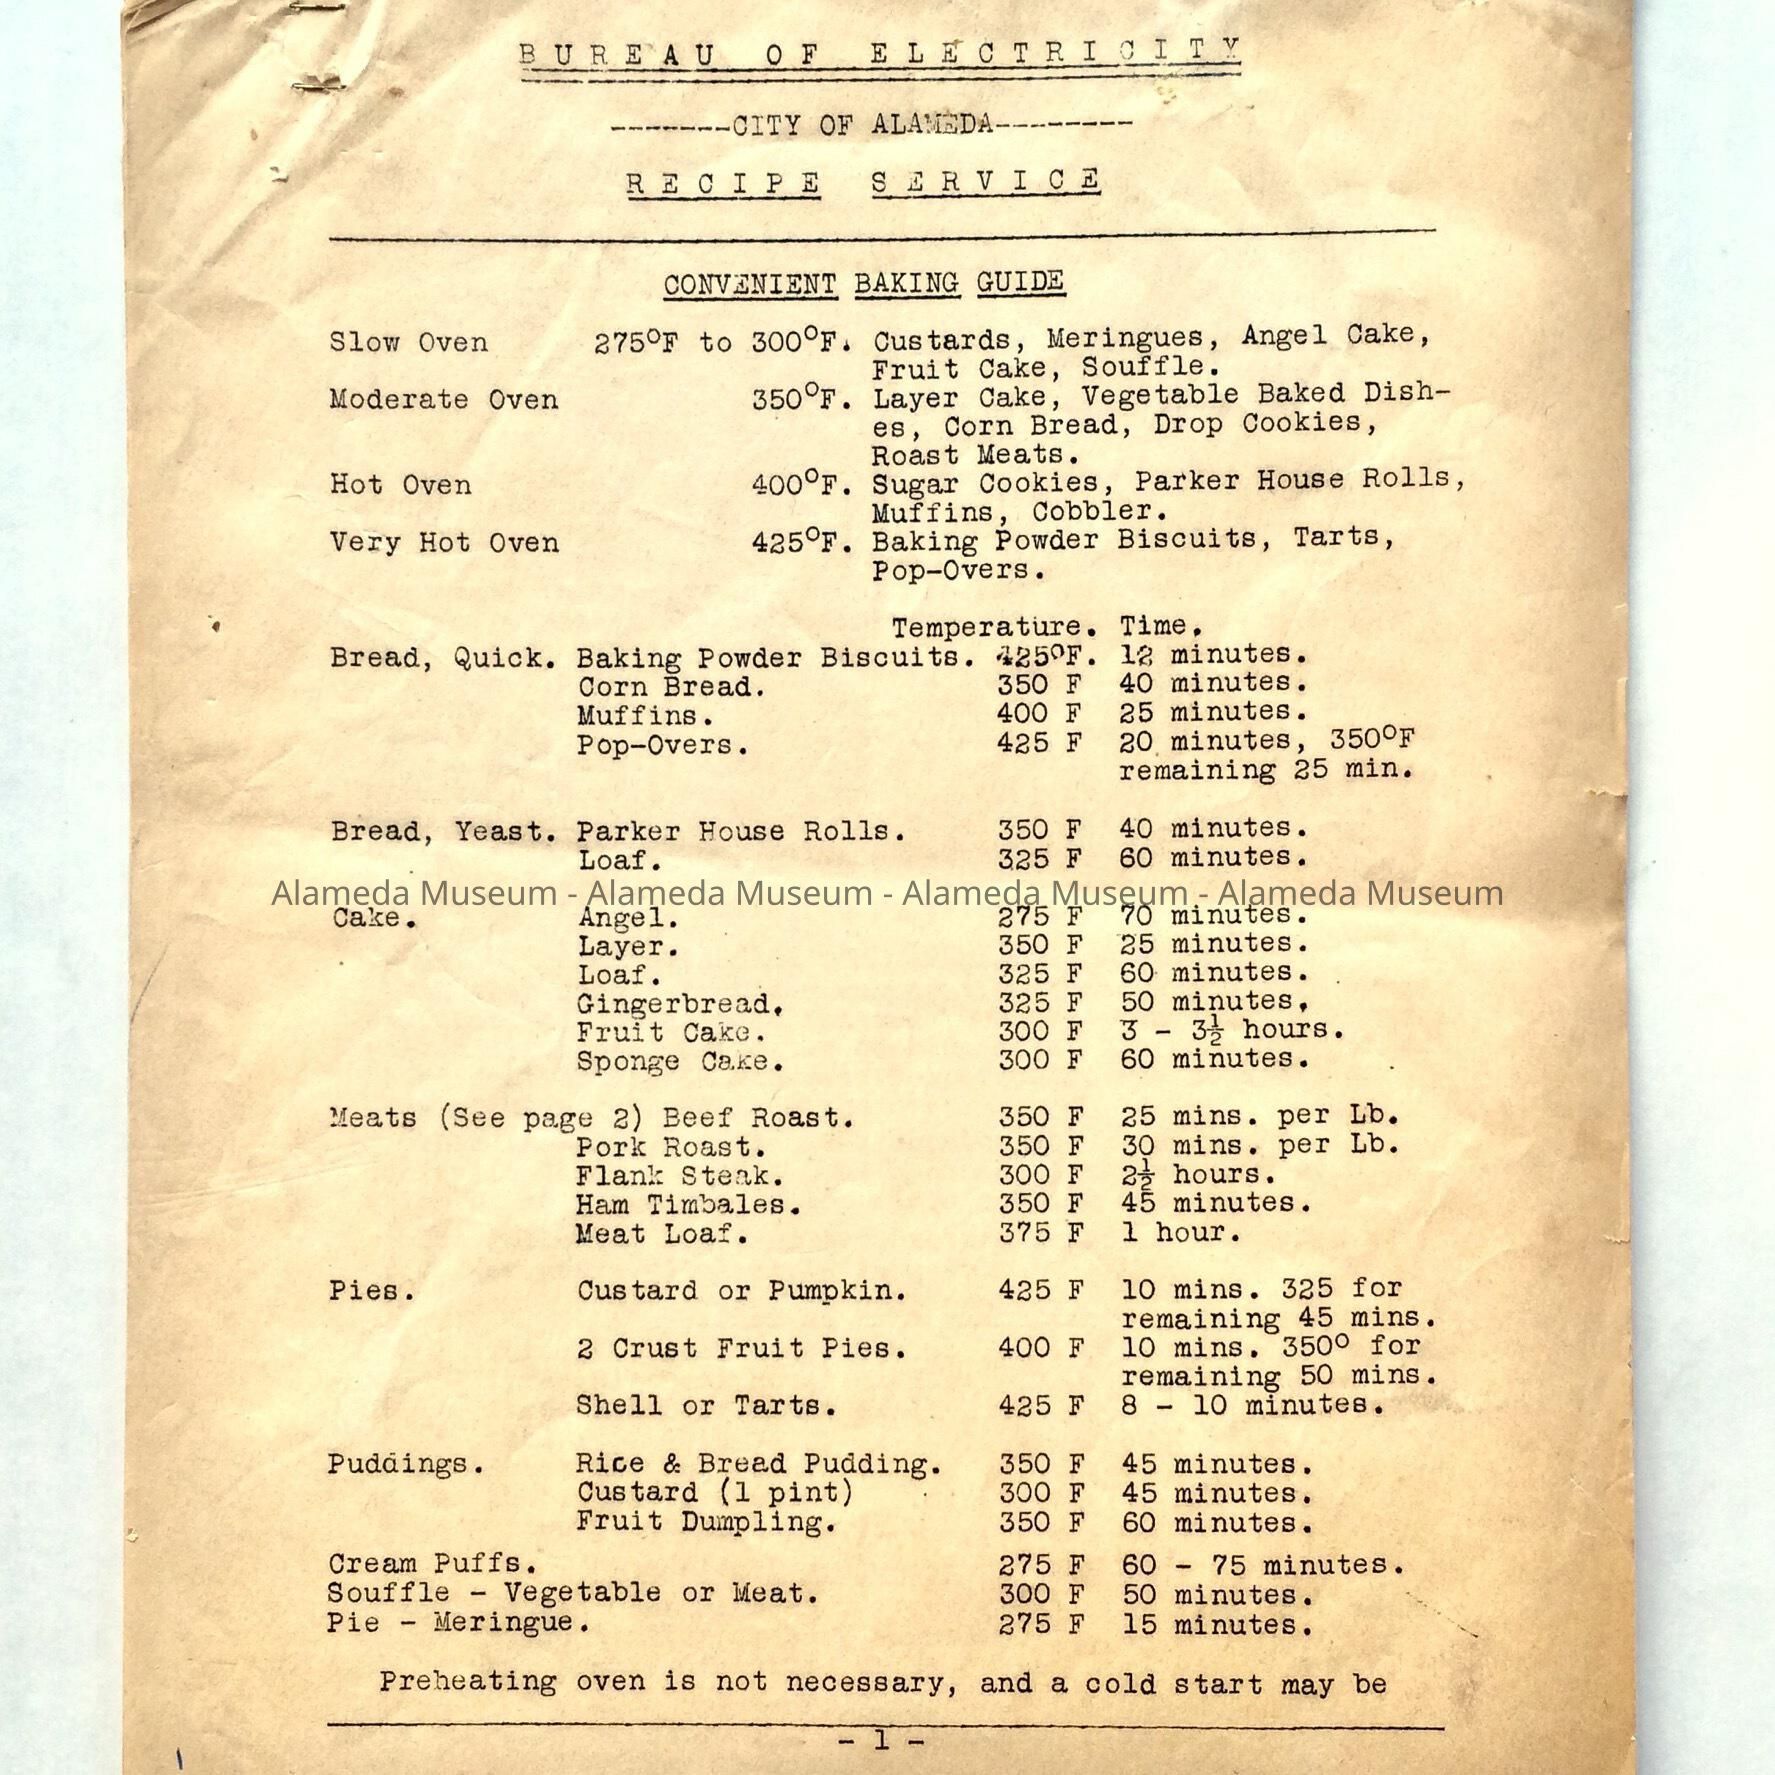 BUREAU OF ELECTRICITY
-------CITY OF ALAMEDA--------
RECIPE SERVICE
CONVENIENT BAKING GUIDE
Slow Oven 275°F to 300°F. Custards, Meringues, Angel Cake,
Fruit Cake, Souffle.
Moderate Oven 350°F. Layer Cake, Vegetable Baked Dish-
es, Corn Bread, Drop Cookies,
Roast Meats.
Hot Oven 400°F. Sugar Cookies, Parker House Rolls,
Muffins, Cobbler.
Very Hot Oven 425°F. Baking Powder Biscuits, Tarts,
Pop-Overs.
Temperature. Time.
Bread, Quick. Baking Powder Biscuits. 425°F. 12 minutes.
Corn Bread. 350 F 40 minutes.
Muffins. 400 F 25 minutes.
Pop-Overs. 425 F 20 minutes, 350°F
remaining 25 min.
Bread, Yeast. Parker House Rolls. 350 F 40 minutes.
Loaf. 325 F 60 minutes.
Alameda Museum - Alameda Museum - Alameda Museum - Alameda Museum
Cake. Angel. 275 F 70 minutes.
Layer. 350 F 25 minutes.
Loaf. 325 F 60 minutes.
Gingerbread. 325 F 50 minutes.
Fruit Cake. 300 F 3 - 3½ hours.
Sponge Cake. 300 F 60 minutes.
Meats (See page 2) Beef Roast. 350 F 25 mins. per Lb.
Pork Roast. 350 F 30 mins. per Lb.
Flank Steak. 300 F 2½ hours.
Ham Timbales. 350 F 45 minutes.
Meat Loaf. 375 F 1 hour.
Pies. Custard or Pumpkin. 425 F 10 mins. 325 for
remaining 45 mins.
2 Crust Fruit Pies. 400 F 10 mins. 350° for
remaining 50 mins.
Shell or Tarts. 425 F 8 - 10 minutes.
Puddings. Rice & Bread Pudding. 350 F 45 minutes.
Custard (1 pint) 300 F 45 minutes.
Fruit Dumpling. 350 F 60 minutes.
Cream Puffs. 275 F 60 - 75 minutes.
Souffle - Vegetable or Meat. 300 F 50 minutes.
Pie - Meringue. 275 F 15 minutes.
Preheating oven is not necessary, and a cold start may be
- 1 -